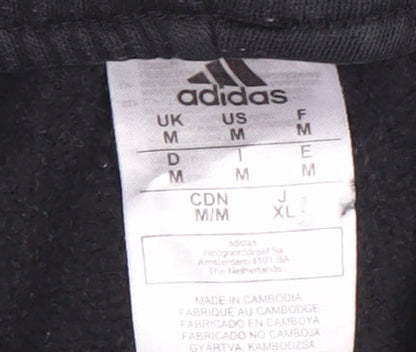 adidas
UK US F
M M M
D I E
M M M
CDN J
M/M XL
adidas
Hoogoorddreef 9a
Amsterdam 1101 BA
The Netherlands
MADE IN CAMBODIA
FABRIQUE AU CAMBODGE
FABRICADO EN CAMBOYA
FABRICADO NO CAMBOJA
GYÁRTVA KAMBODZSA